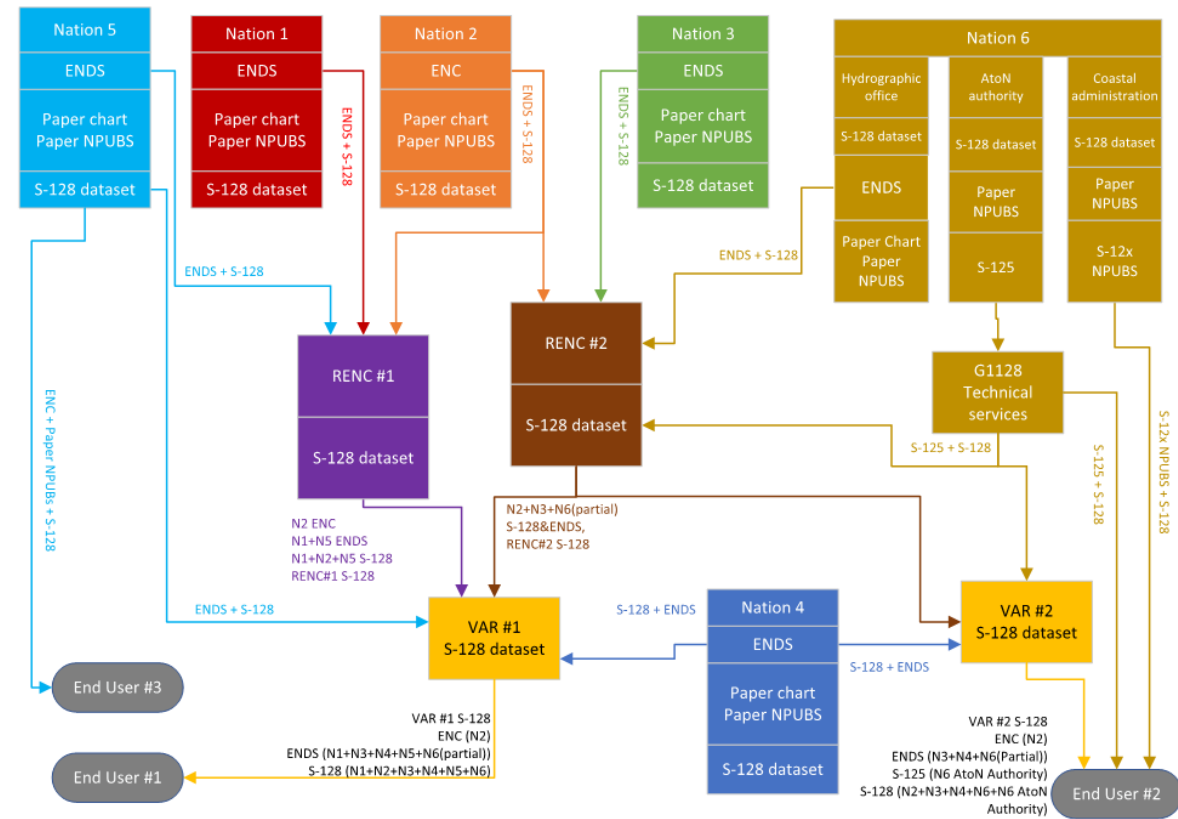 Nation 5
ENDS
Paper chart
Paper NPUBS
S-128 dataset
Nation 1
ENDS
Paper chart
Paper NPUBS
S-128 dataset
Nation 2
ENC
Paper chart
Paper NPUBS
S-128 dataset
Nation 3
ENDS
Paper chart
Paper NPUBS
S-128 dataset
Nation 6
Hydrographic
office
S-128 dataset
ENDS
Paper Chart
Paper
NPUBS
AtoN
authority
S-128 dataset
Paper
NPUBS
S-125
Coastal
administration
S-128 dataset
Paper
NPUBS
S-12x
NPUBS
ENDS + S-128
ENDS + S-128
ENDS + S-128
ENDS + S-128
ENDS + S-128
ENDS + S-128
RENC #1
S-128 dataset
RENC #2
S-128 dataset
G1128
Technical
services
S-125 + S-128
S-125 + S-128
S-12x NPUBS + S-128
ENC + Paper NPUBs + S-128
N2 ENC
N1+N5 ENDS
N1+N2+N5 S-128
RENC#1 S-128
N2+N3+N6(partial)
S-128&ENDS,
RENC#2 S-128
ENDS + S-128
VAR #1
S-128 dataset
S-128 + ENDS
Nation 4
ENDS
Paper chart
Paper NPUBS
S-128 dataset
S-128 + ENDS
VAR #2
S-128 dataset
End User #3
VAR #1 S-128
ENC (N2)
ENDS (N1+N3+N4+N5+N6(partial))
S-128 (N1+N2+N3+N4+N5+N6)
End User #1
VAR #2 S-128
ENC (N2)
ENDS (N3+N4+N6(Partial))
S-125 (N6 AtoN Authority)
S-128 (N2+N3+N4+N6+N6 AtoN
Authority)
End User #2